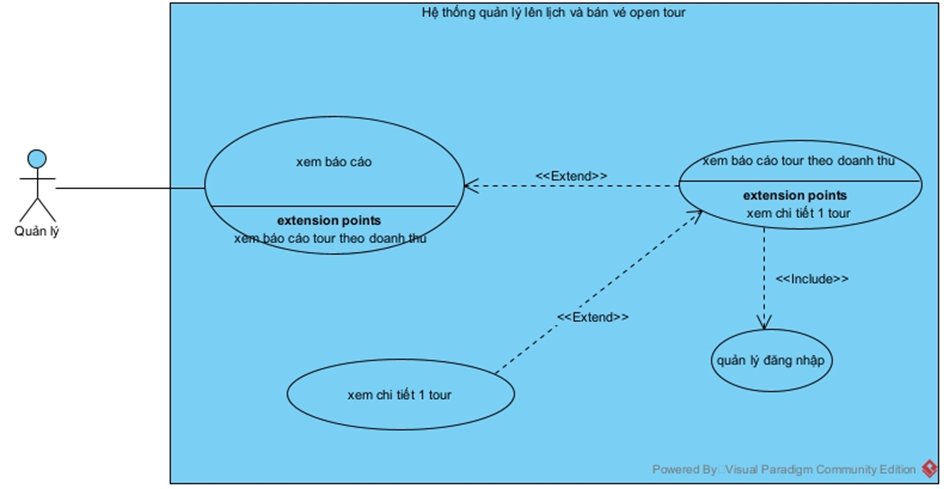 Hệ thống quản lý lên lịch và bán vé open tour
xem báo cáo
extension points
xem báo cáo tour theo doanh thu
<<Extend>>
xem báo cáo tour theo doanh thu
extension points
xem chi tiết 1 tour
Quản lý
<<Include>>
<<Extend>>
quản lý đăng nhập
xem chi tiết 1 tour
Powered By Visual Paradigm Community Edition